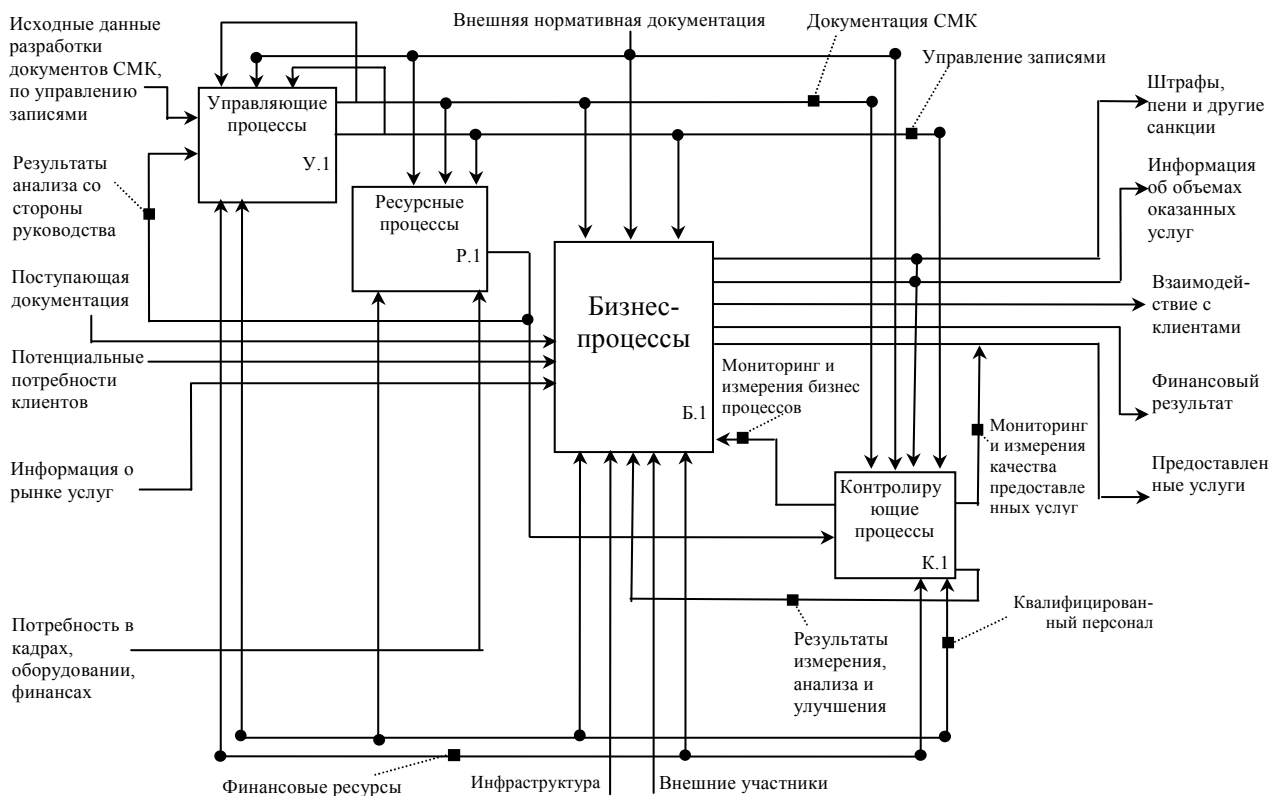 Исходные данные
разработки
документов СМК,
по управлению
записями
Внешняя нормативная документация
Документация СМК
Управление записями
Управляющие
процессы
У.1
Штрафы,
пени и другие
санкции
Результаты
анализа со
стороны
руководства
Ресурсные
процессы
Р.1
Информация
об объемах
оказанных
услуг
Поступающая
документация
Бизнес-
процессы
Б.1
Взаимодей-
ствие с
клиентами
Потенциальные
потребности
клиентов
Мониторинг и
измерения бизнес
процессов
Финансовый
результат
Мониторинг
и измерения
качества
предоставле
нных услуг
Информация о
рынке услуг
Предоставлен
ные услуги
Контролиру
ющие
процессы
К.1
Потребность в
кадрах,
оборудовании,
финансах
Результаты
измерения,
анализа и
улучшения
Квалифицирован-
ный персонал
Финансовые ресурсы
Инфраструктура
Внешние участники